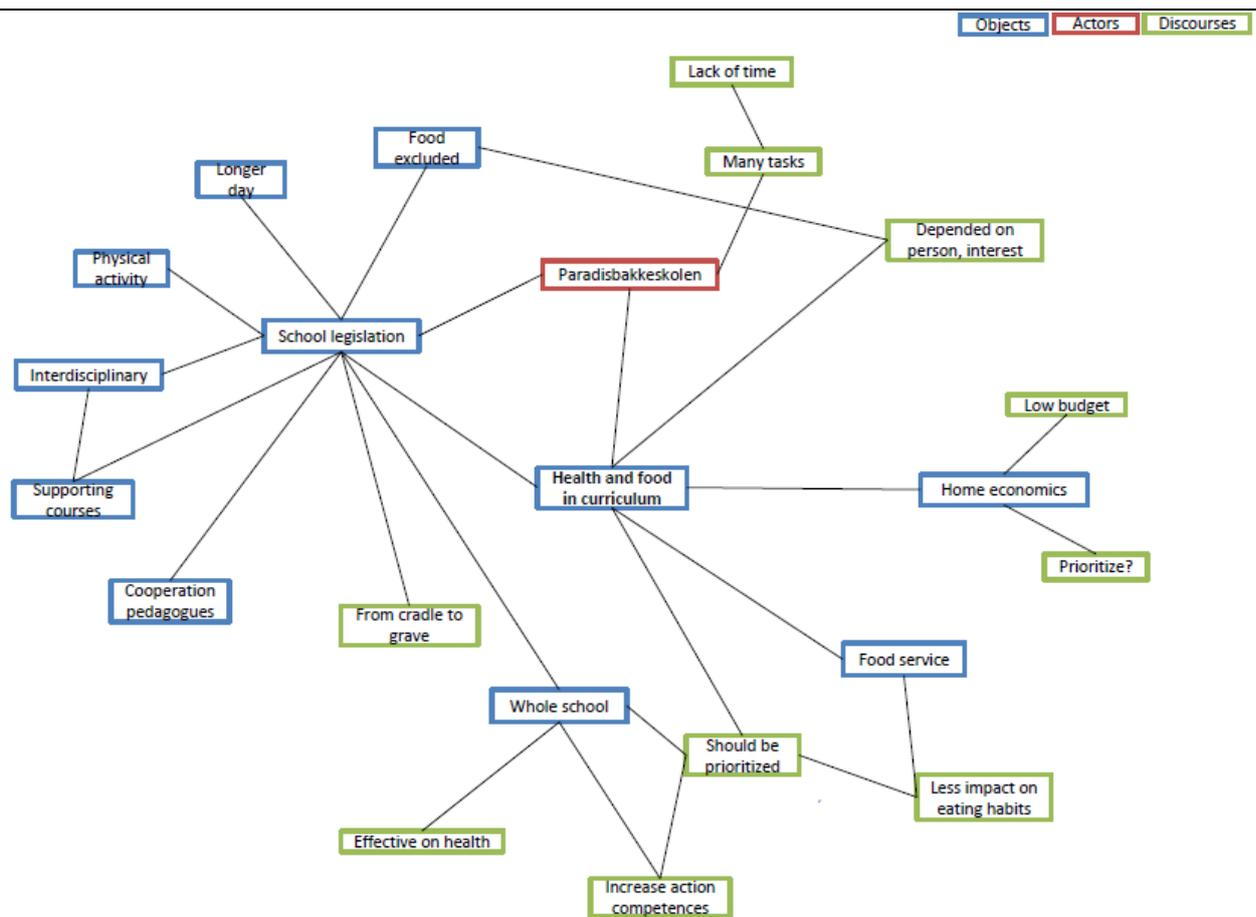 Objects
Actors
Discourses
Lack of time
Food
excluded
Many tasks
Longer
day
Depended on
person, interest
Physical
activity
Paradisbakkeskolen
School legislation
Interdisciplinary
Low budget
Supporting
courses
Health and food
in curriculum
Home economics
Prioritize?
Cooperation
pedagogues
From cradle to
grave
Food service
Whole school
Should be
prioritized
Less impact on
eating habits
Effective on health
Increase action
competences